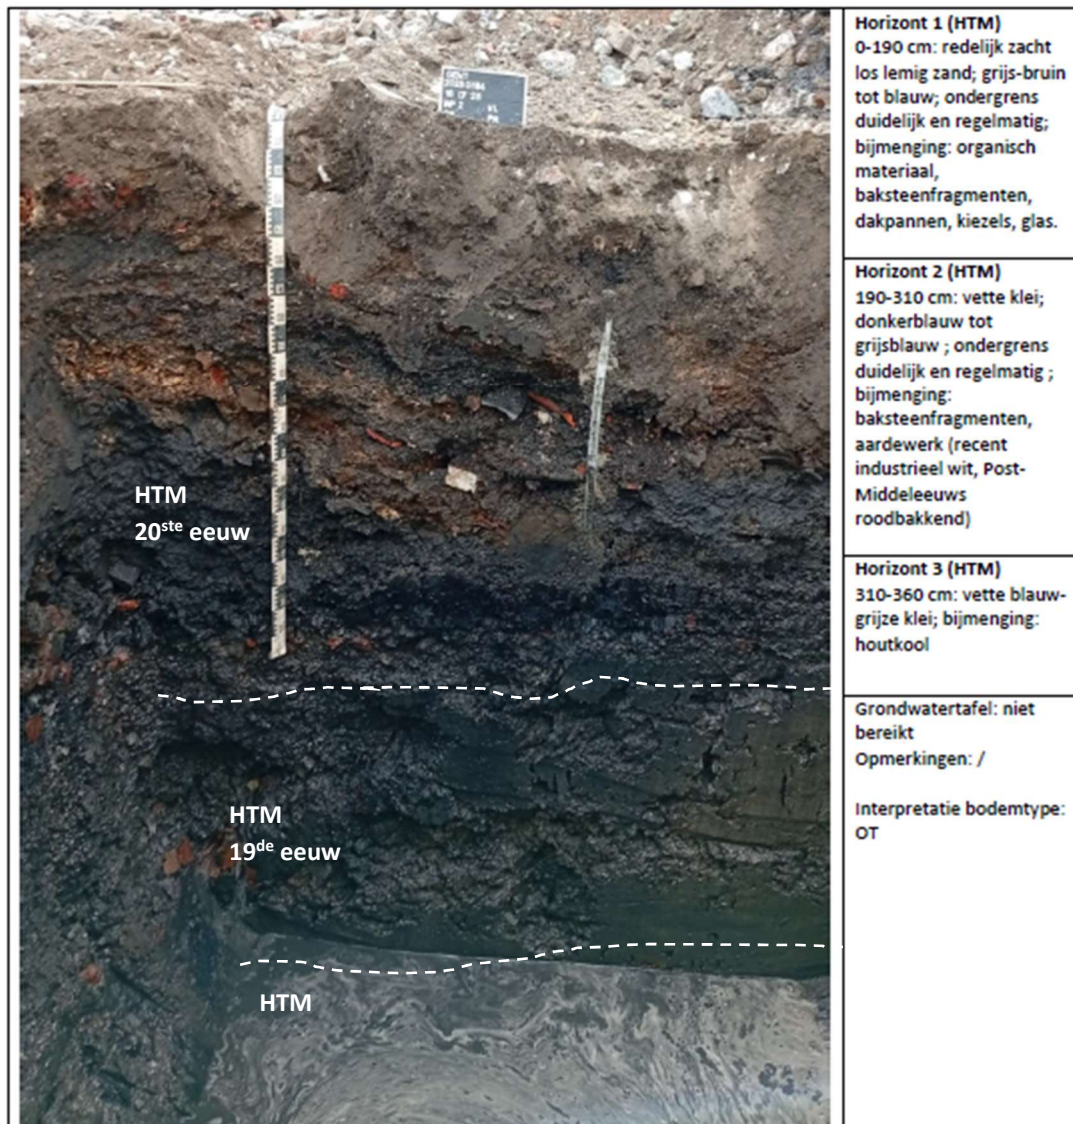 GENT
HTM
20ste eeuw
HTM
19de eeuw
HTM
Horizont 1 (HTM)
0-190 cm: redelijk zacht
los lemig zand; grijs-bruin
tot blauw; ondergrens
duidelijk en regelmatig;
bijmenging: organisch
materiaal,
baksteenfragmenten,
dakpannen, kiezels, glas.
Horizont 2 (HTM)
190-310 cm: vette klei;
donkerblauw tot
grijsblauw ; ondergrens
duidelijk en regelmatig ;
bijmenging:
baksteenfragmenten,
aardewerk (recent
industrieel wit, Post-
Middeleeuws
roodbakkend)
Horizont 3 (HTM)
310-360 cm: vette blauw-
grijze klei; bijmenging:
houtkool
Grondwatertafel: niet
bereikt
Opmerkingen: /
Interpretatie bodemtype:
OT